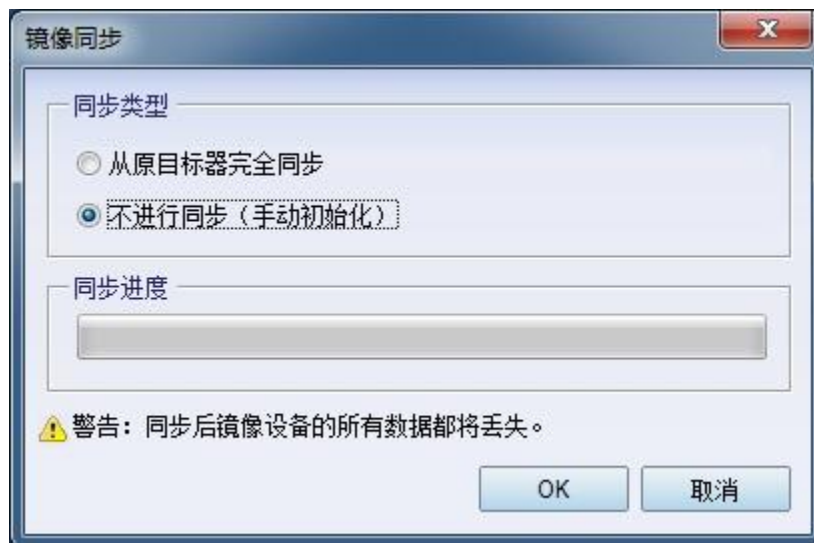 镜像同步
同步类型
从原目标器完全同步
不进行同步（手动初始化）
同步进度
警告：同步后镜像设备的所有数据都将丢失。
OK
取消